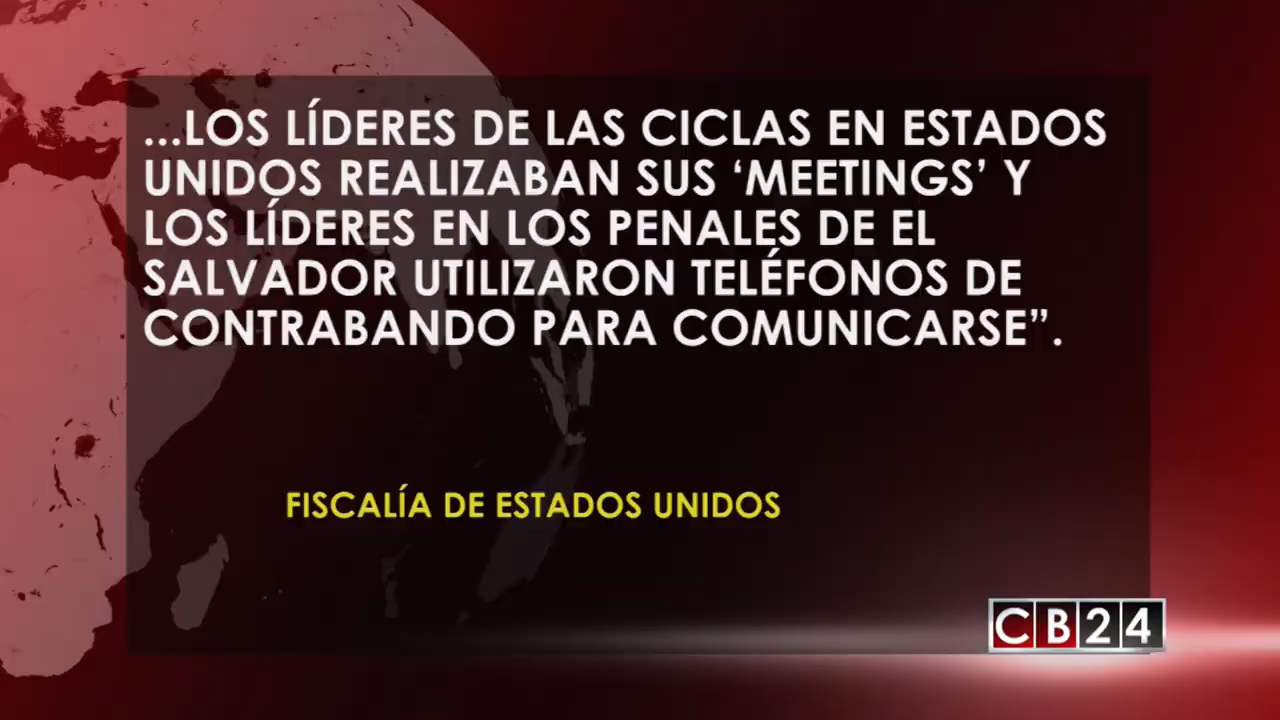 ...LOS LÍDERES DE LAS CICLAS EN ESTADOS
UNIDOS REALIZABAN SUS ‘MEETINGS’ Y
LOS LÍDERES EN LOS PENALES DE EL
SALVADOR UTILIZARON TELÉFONOS DE
CONTRABANDO PARA COMUNICARSE”.
FISCALÍA DE ESTADOS UNIDOS
CB24